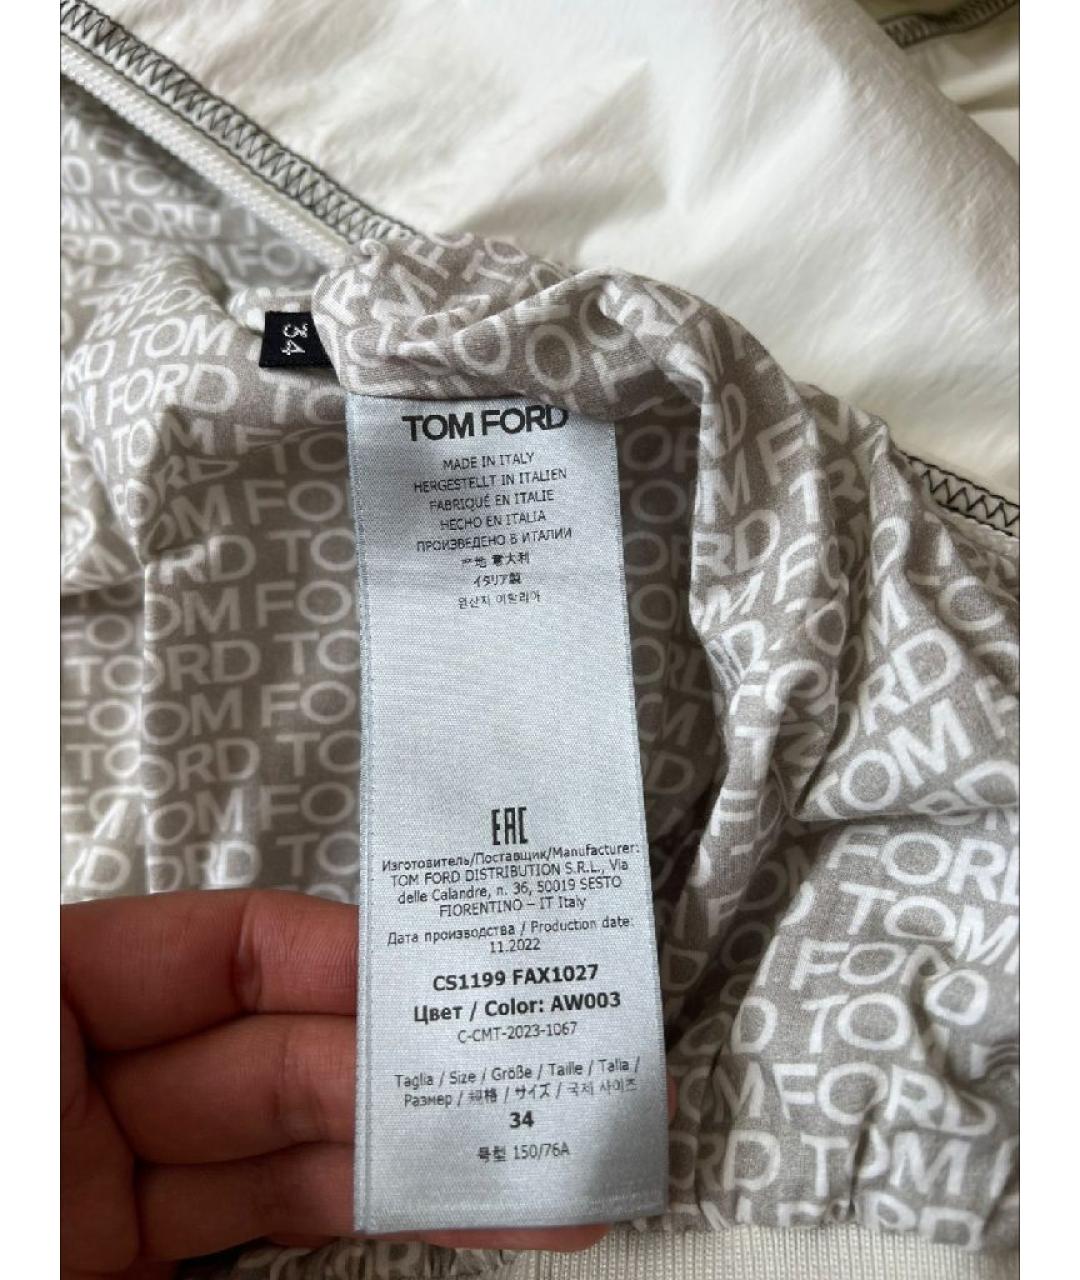 34
TOM FORD
MADE IN ITALY
HERGESTELLT IN ITALIEN
FABRIQUÉ EN ITALIE
HECHO EN ITALIA
ПРОИЗВЕДЕНО В ИТАЛИИ
产地 意大利
イタリア製
원산지 이탈리아
EAC
Изготовитель/Поставщик/Manufacturer:
TOM FORD DISTRIBUTION S.R.L., Via
delle Calandre, n. 36, 50019 SESTO
FIORENTINO – IT Italy
Дата производства / Production date:
11.2022
CS1199 FAX1027
Цвет / Color: AW003
C-CMT-2023-1067
Taglia / Size / Größe / Taille / Talla /
Размер / 规格 / サイズ / 국제 사이즈
34
150/76A